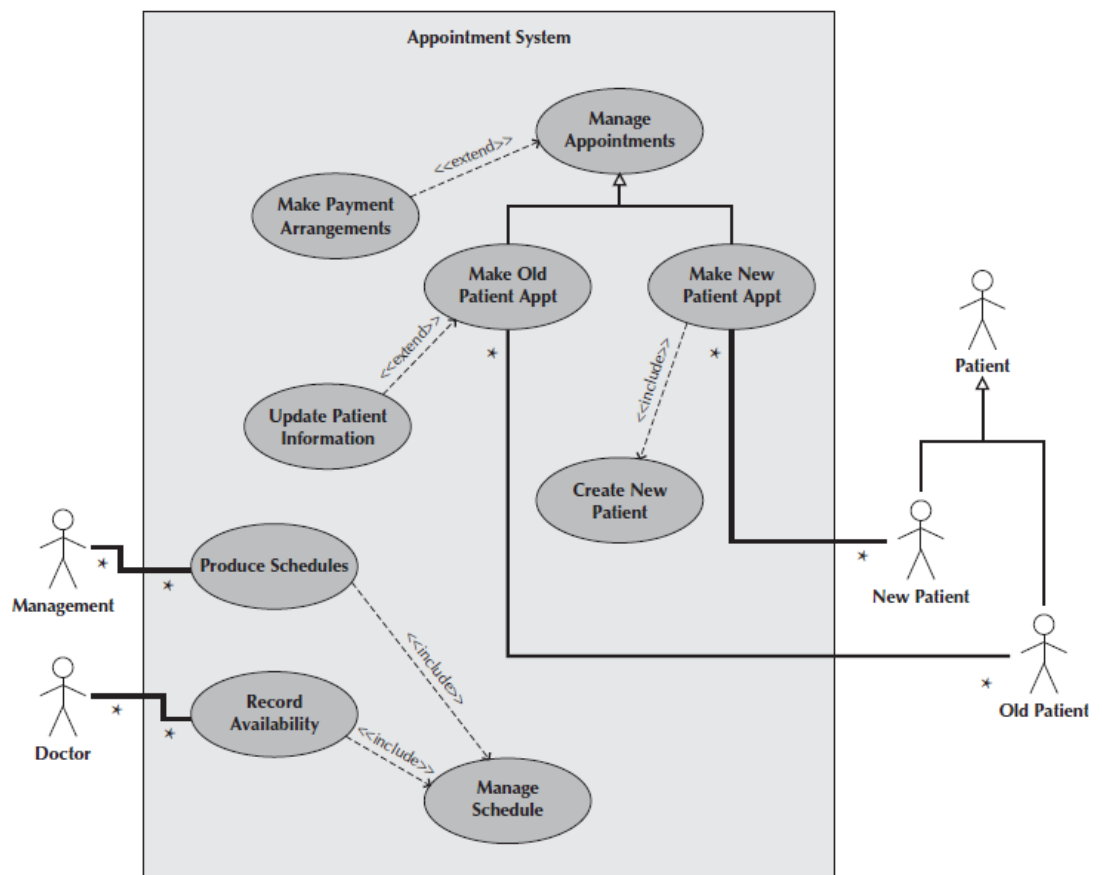 Appointment System
Manage
Appointments
<<extend>>
Make Payment
Arrangements
Make Old
Patient Appt
Make New
Patient Appt
*
*
<<extend>>
<<include>>
Patient
Update Patient
Information
Create New
Patient
*
New Patient
Management
*
*
Produce Schedules
<<include>>
*
Old Patient
Doctor
*
*
Record
Availability
<<include>>
Manage
Schedule